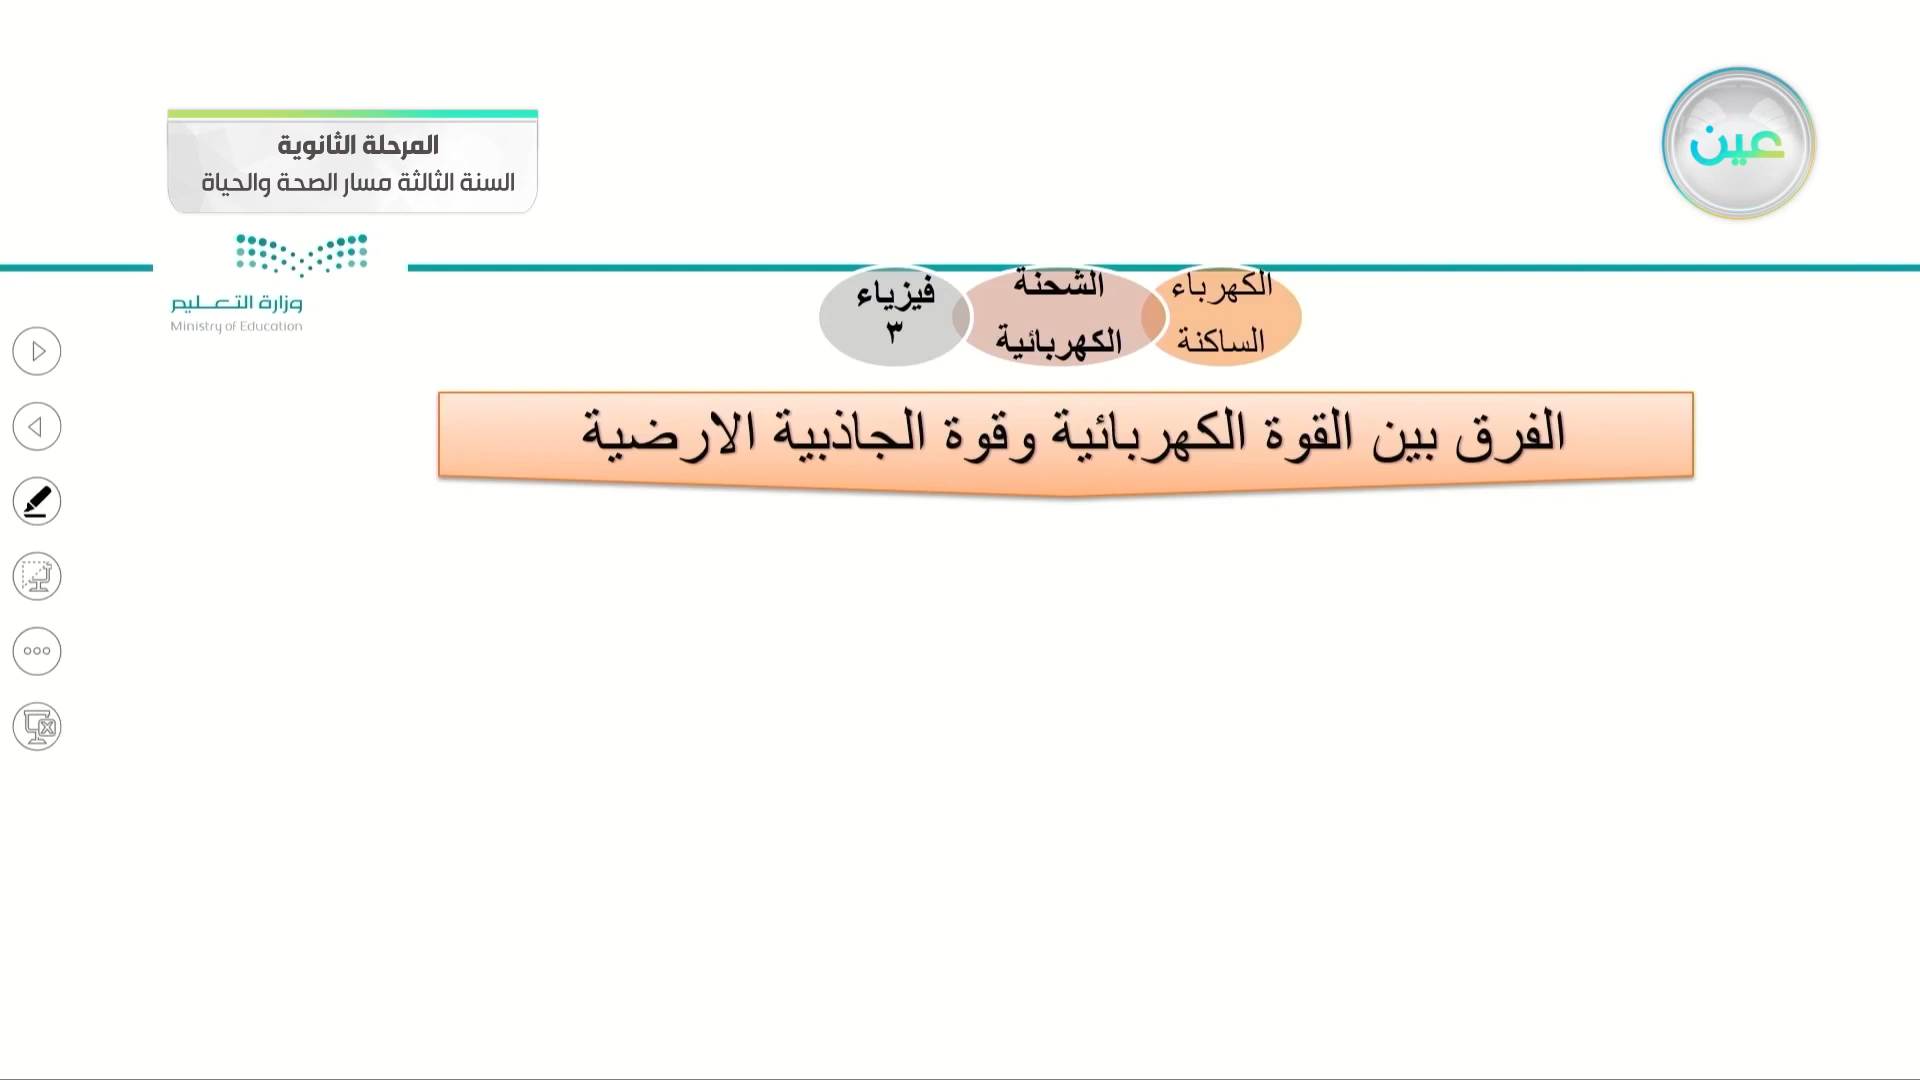 عين
المرحلة الثانوية
السنة الثالثة مسار الصحة والحياة
وزارة التعـــليم
Ministry of Education
الكهرباء
الساكنة
الشحنة
الكهربائية
فيزياء
٣
الفرق بين القوة الكهربائية وقوة الجاذبية الارضية